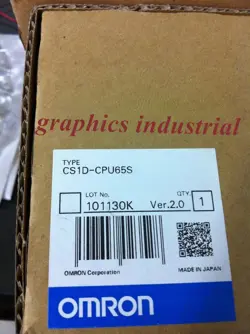 graphics industrial
TYPE
CS1D-CPU65S
LOT No. QTY.
101130K Ver.2.0 1
OMRON Corporation MADE IN JAPAN
OMRON